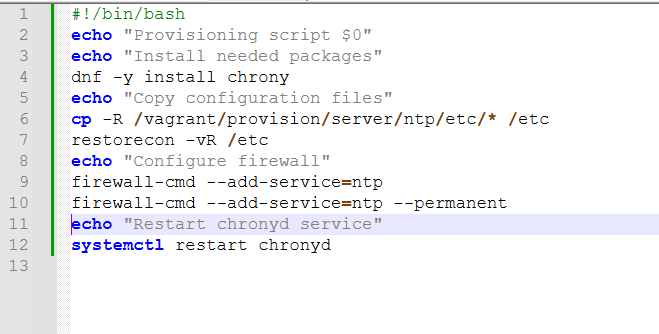 1 #!/bin/bash
2 echo "Provisioning script $0"
3 echo "Install needed packages"
4 dnf -y install chrony
5 echo "Copy configuration files"
6 cp -R /vagrant/provision/server/ntp/etc/* /etc
7 restorecon -vR /etc
8 echo "Configure firewall"
9 firewall-cmd --add-service=ntp
10 firewall-cmd --add-service=ntp --permanent
11 echo "Restart chronyd service"
12 systemctl restart chronyd
13